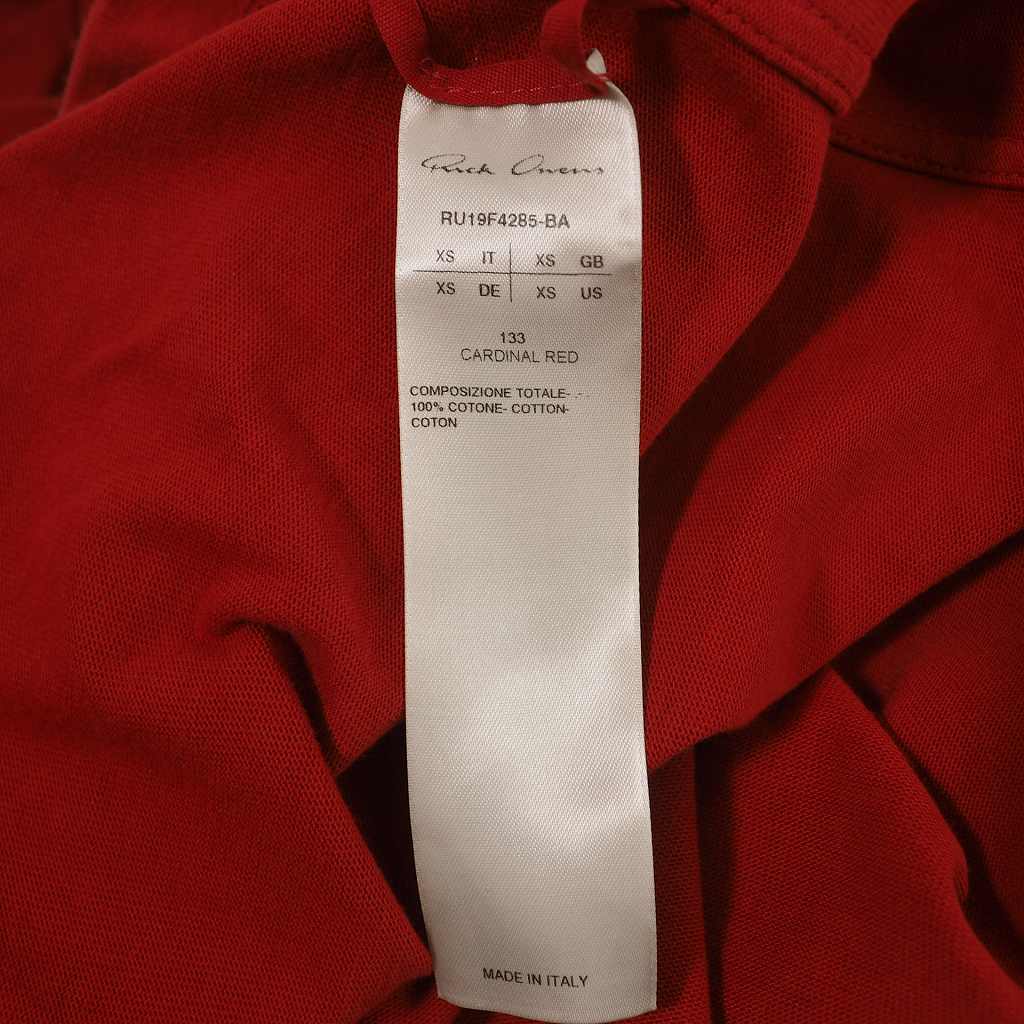 Rick Owens
RU19F4285-BA
XS IT XS GB
XS DE XS US
133
CARDINAL RED
COMPOSIZIONE TOTALE- .-
100% COTONE- COTTON-
COTON
MADE IN ITALY